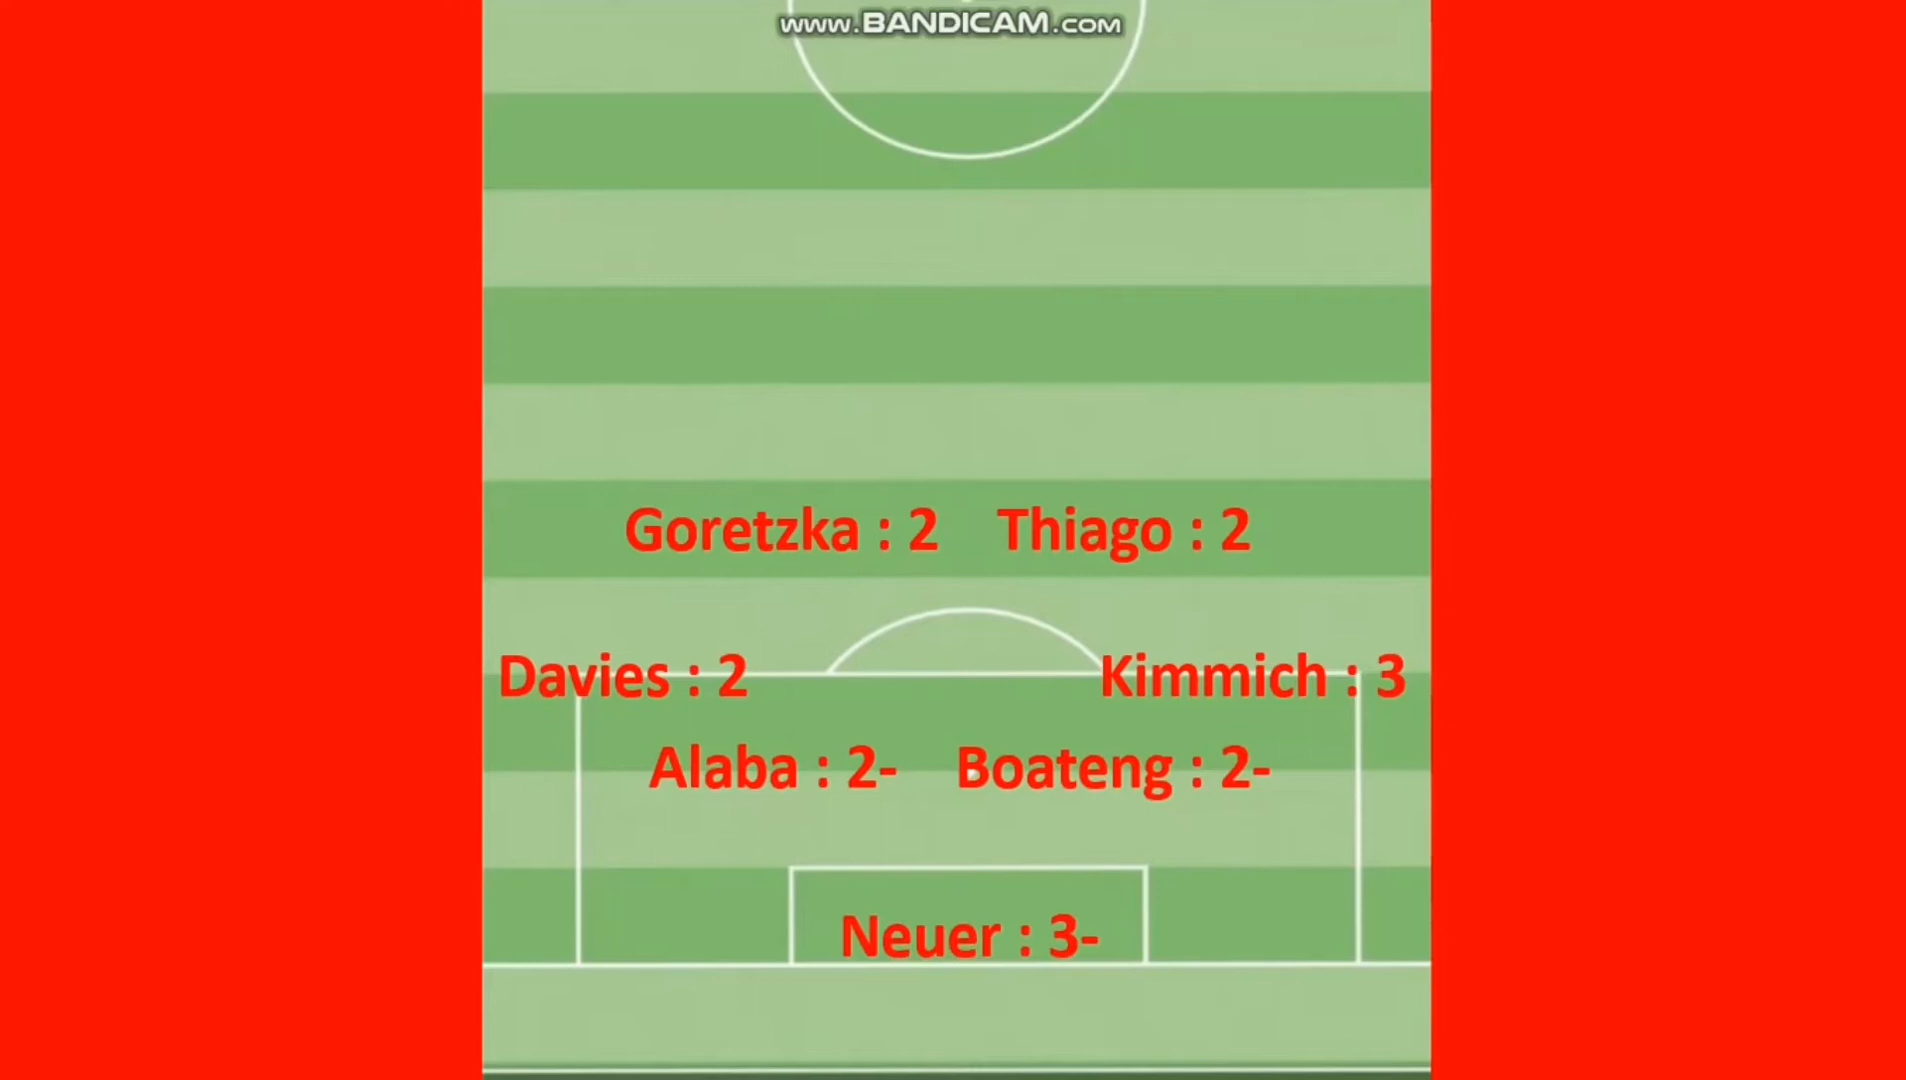 www.BANDICAM.com
Goretzka : 2 Thiago : 2
Davies : 2 Kimmich : 3
Alaba : 2- Boateng : 2-
Neuer : 3-